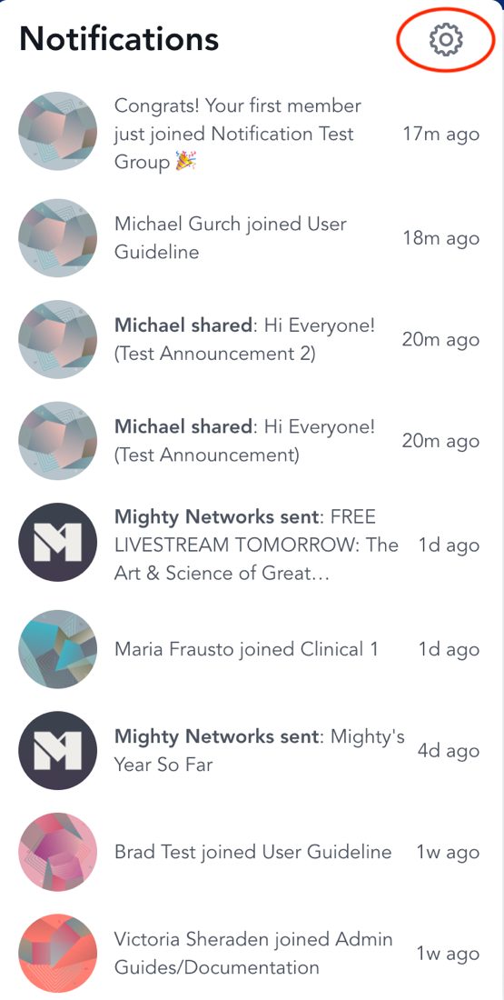 Notifications
Congrats! Your first member
just joined Notification Test
Group 🎉
17m ago
Michael Gurch joined User
Guideline
18m ago
Michael shared: Hi Everyone!
(Test Announcement 2)
20m ago
Michael shared: Hi Everyone!
(Test Announcement)
20m ago
Mighty Networks sent: FREE
LIVESTREAM TOMORROW: The
Art & Science of Great…
1d ago
Maria Frausto joined Clinical 1
1d ago
Mighty Networks sent: Mighty's
Year So Far
4d ago
Brad Test joined User Guideline
1w ago
Victoria Sheraden joined Admin
Guides/Documentation
1w ago